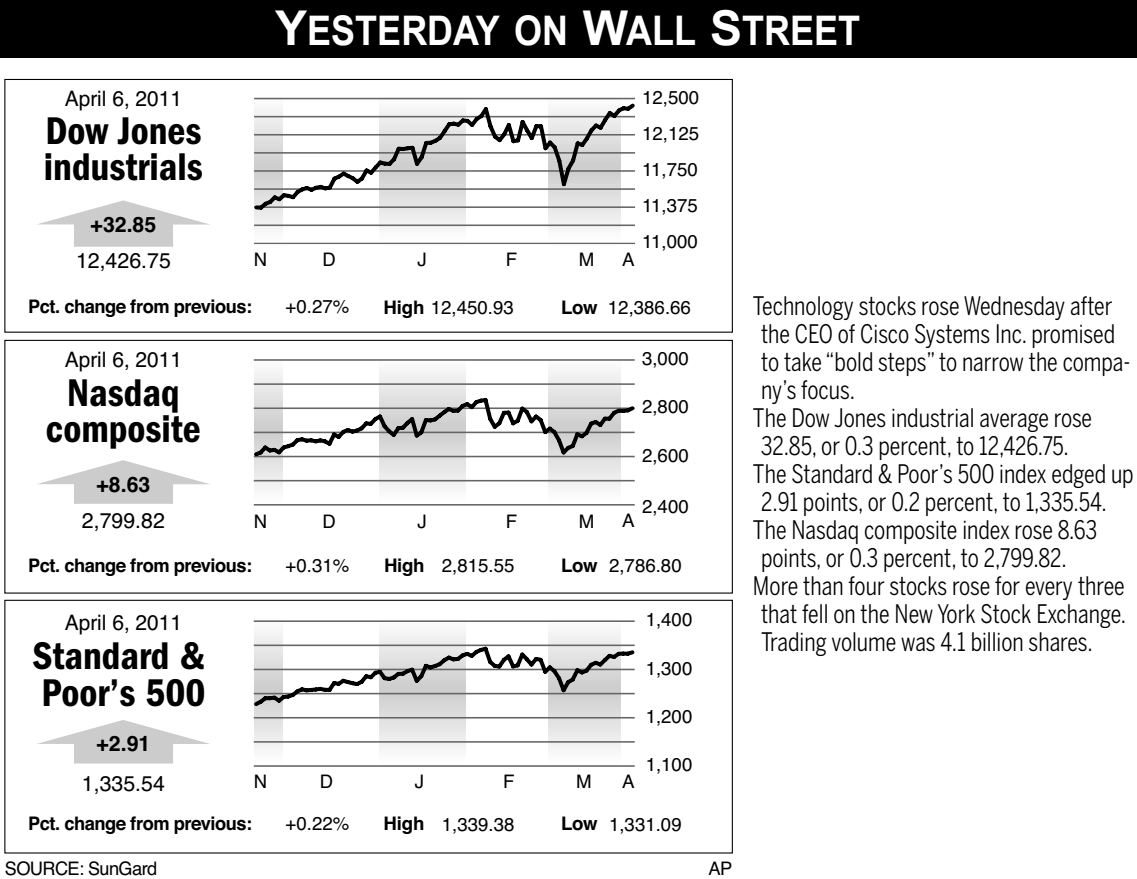 YESTERDAY ON WALL STREET
April 6, 2011
Dow Jones
industrials
+32.85
12,426.75
12,500
12,125
11,750
11,375
11,000
N D J F M A
Pct. change from previous: +0.27% High 12,450.93 Low 12,386.66
April 6, 2011
Nasdaq
composite
+8.63
2,799.82
3,000
2,800
2,600
2,400
N D J F M A
Pct. change from previous: +0.31% High 2,815.55 Low 2,786.80
April 6, 2011
Standard &
Poor's 500
+2.91
1,335.54
1,400
1,300
1,200
1,100
N D J F M A
Pct. change from previous: +0.22% High 1,339.38 Low 1,331.09
SOURCE: SunGard AP
Technology stocks rose Wednesday after
the CEO of Cisco Systems Inc. promised
to take “bold steps” to narrow the compa-
ny's focus.
The Dow Jones industrial average rose
32.85, or 0.3 percent, to 12,426.75.
The Standard & Poor's 500 index edged up
2.91 points, or 0.2 percent, to 1,335.54.
The Nasdaq composite index rose 8.63
points, or 0.3 percent, to 2,799.82.
More than four stocks rose for every three
that fell on the New York Stock Exchange.
Trading volume was 4.1 billion shares.